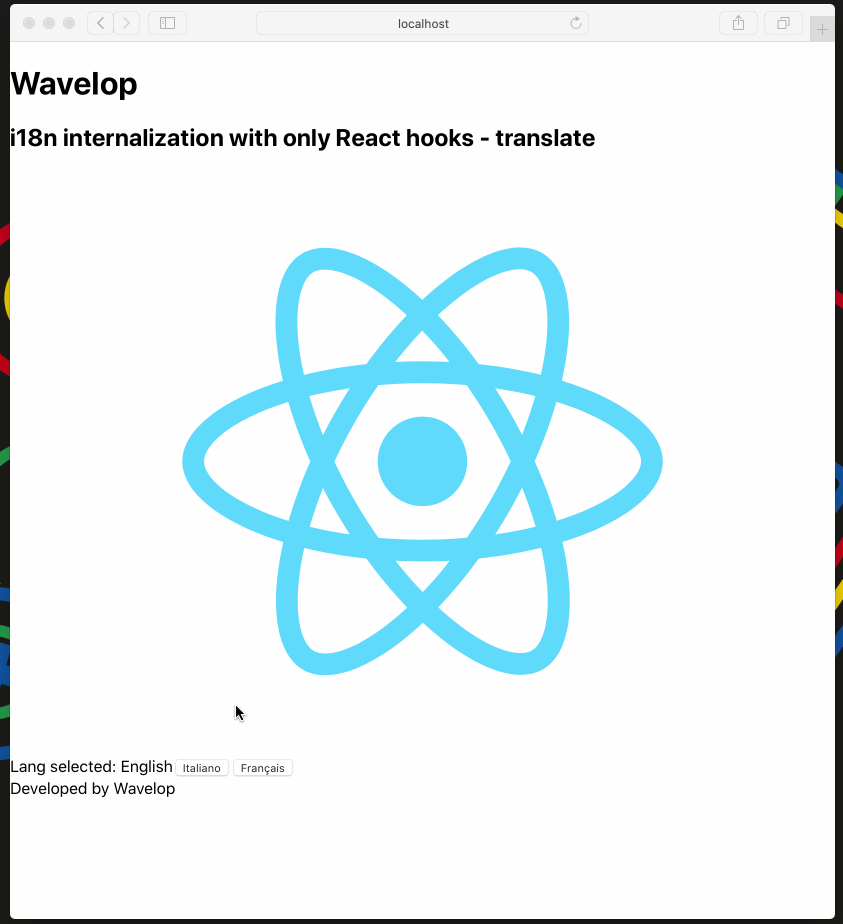 localhost
Wavelop
i18n internalization with only React hooks - translate
Lang selected: English Italiano Français
Developed by Wavelop